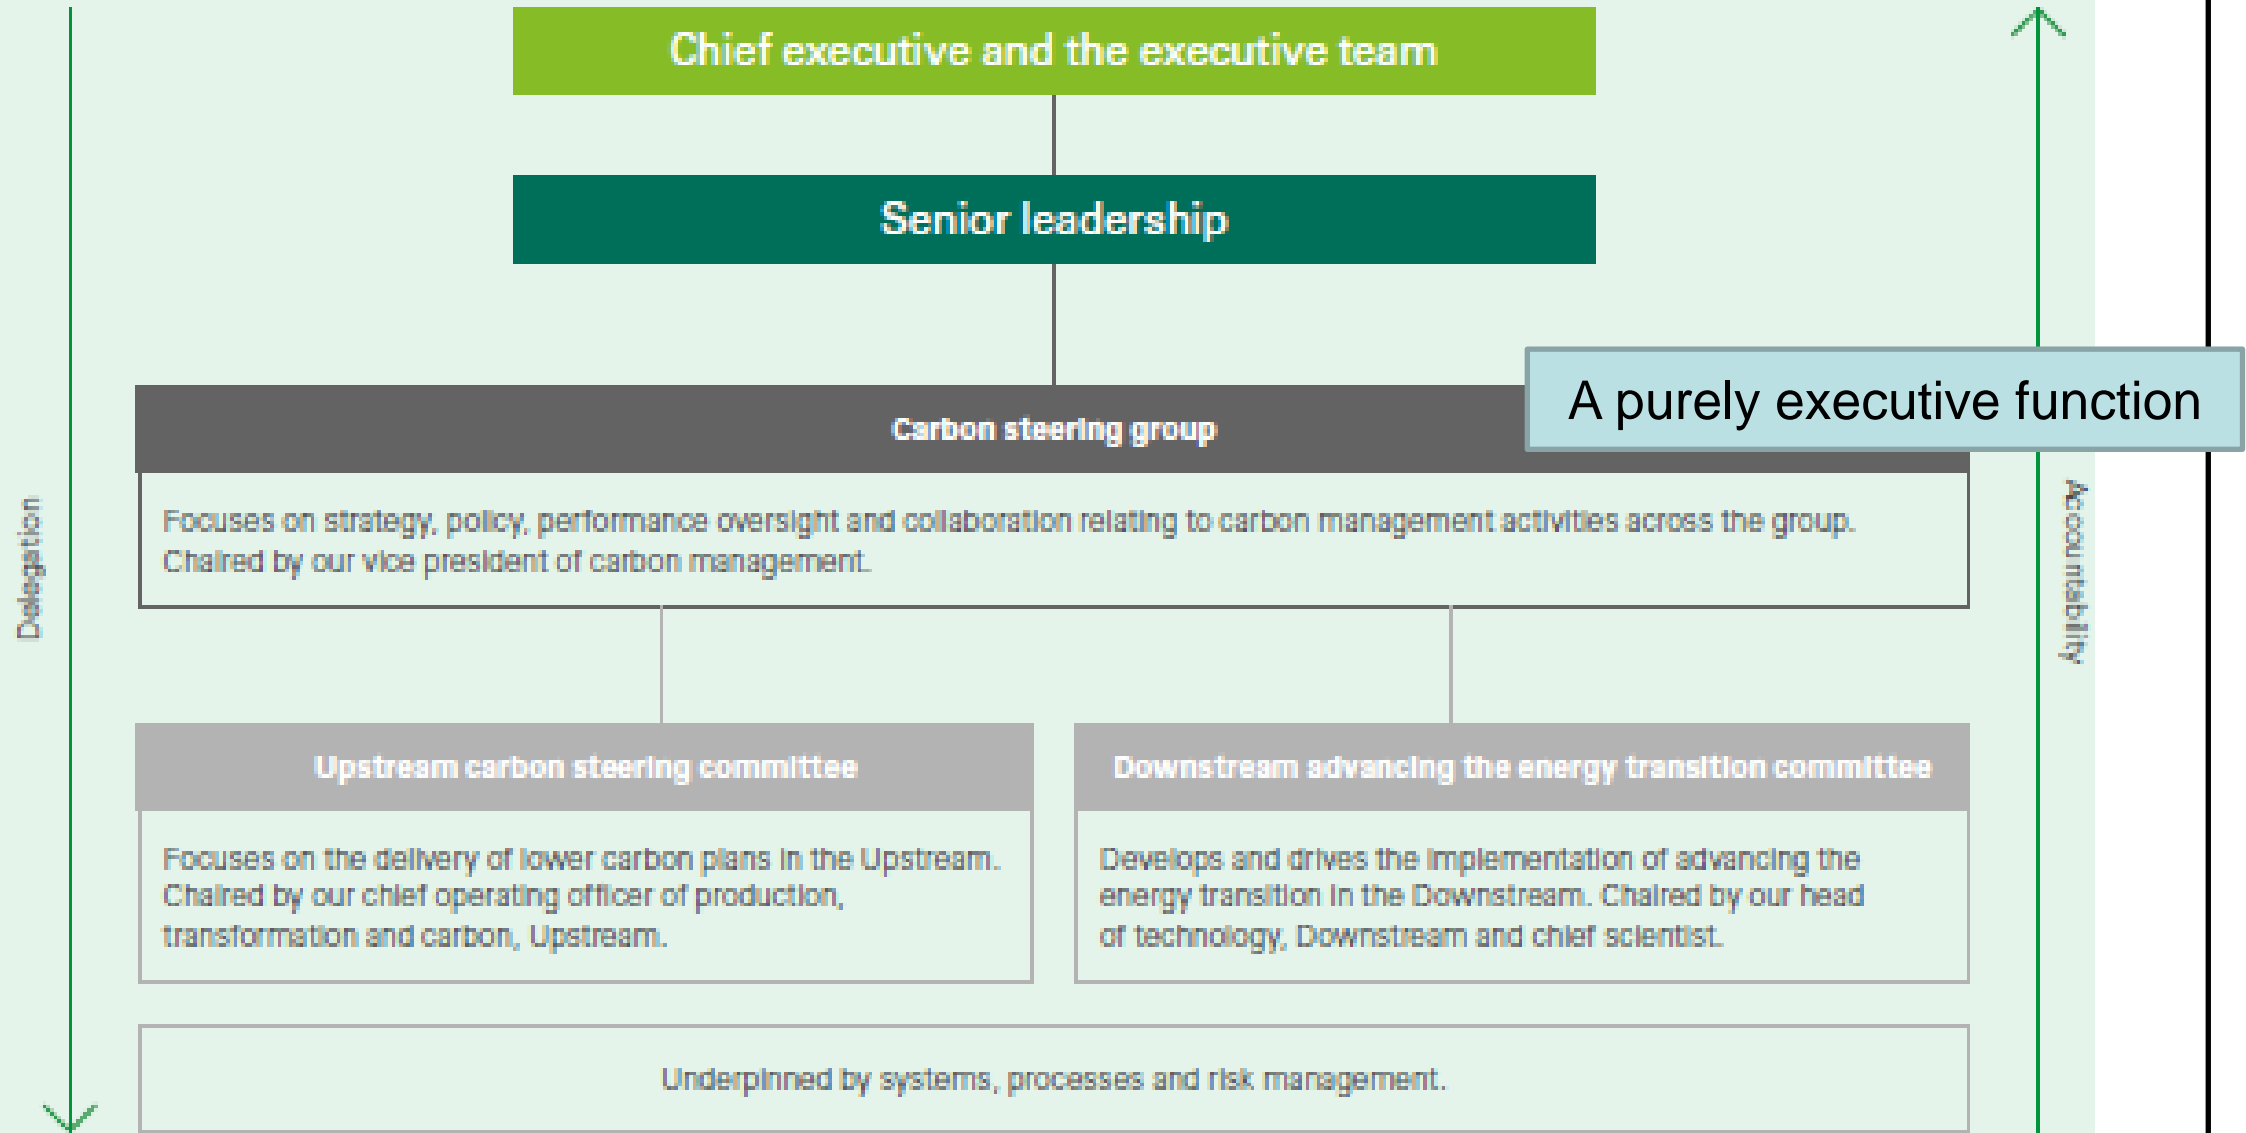 Chief executive and the executive team
Senior leadership
A purely executive function
Carbon steering group
Focuses on strategy, policy, performance oversight and collaboration relating to carbon management activities across the group.
Chaired by our vice president of carbon management.
Delegation
Accountability
Upstream carbon steering committee
Focuses on the delivery of lower carbon plans in the Upstream.
Chaired by our chief operating officer of production,
transformation and carbon, Upstream.
Downstream advancing the energy transition committee
Develops and drives the implementation of advancing the
energy transition in the Downstream. Chaired by our head
of technology, Downstream and chief scientist.
Underpinned by systems, processes and risk management.